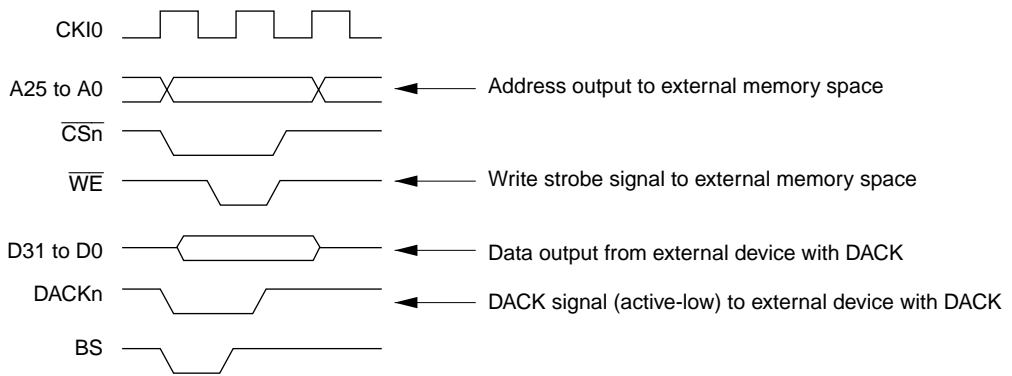 CKI0
A25 to A0
Address output to external memory space
CSn
WE
Write strobe signal to external memory space
D31 to D0
Data output from external device with DACK
DACKn
DACK signal (active-low) to external device with DACK
BS